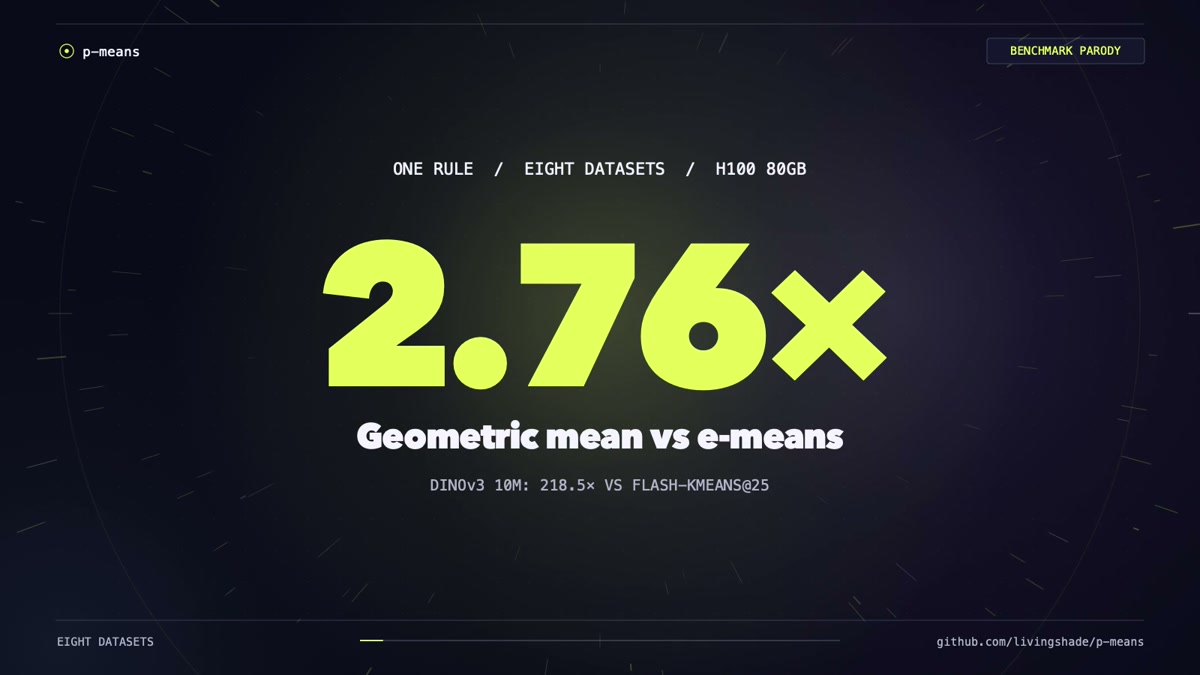 p-means
BENCHMARK PARODY
ONE RULE / EIGHT DATASETS / H100 80GB
2.76×
Geometric mean vs e-means
DINOv3 10M: 218.5× VS FLASH-KMEANS@25
EIGHT DATASETS
github.com/livingshade/p-means